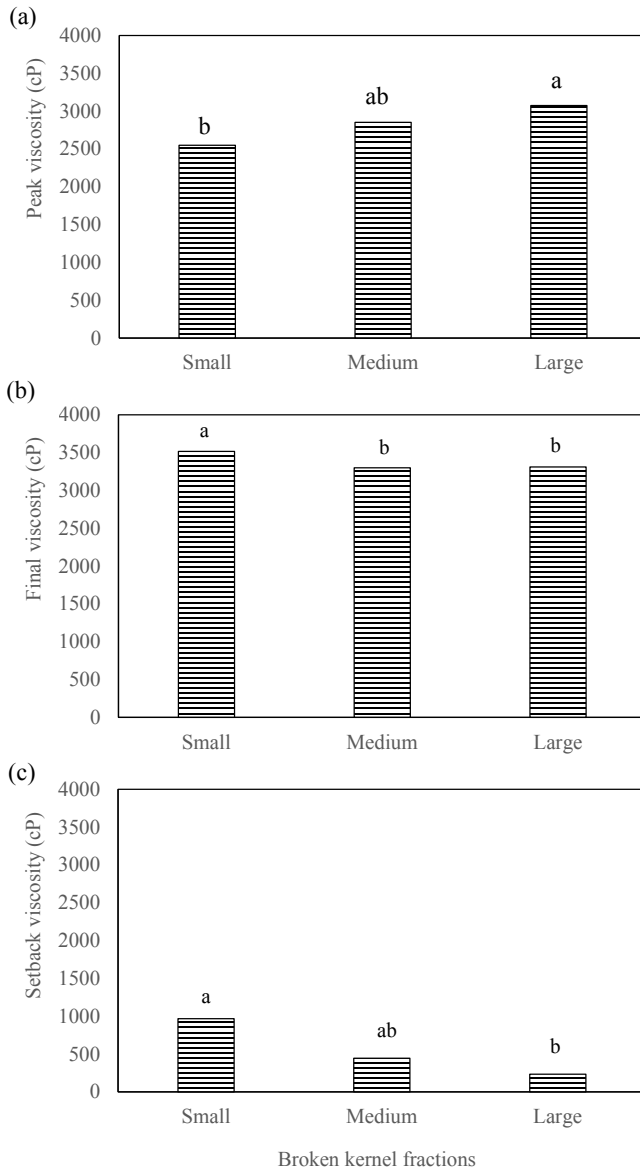 (a)
Peak viscosity (cP)
4000
3500
3000
2500
2000
1500
1000
500
0
b
ab
a
Small Medium Large
(b)
Final viscosity (cP)
4000
3500
3000
2500
2000
1500
1000
500
0
a
b
b
Small Medium Large
(c)
Setback viscosity (cP)
4000
3500
3000
2500
2000
1500
1000
500
0
a
ab
b
Small Medium Large
Broken kernel fractions